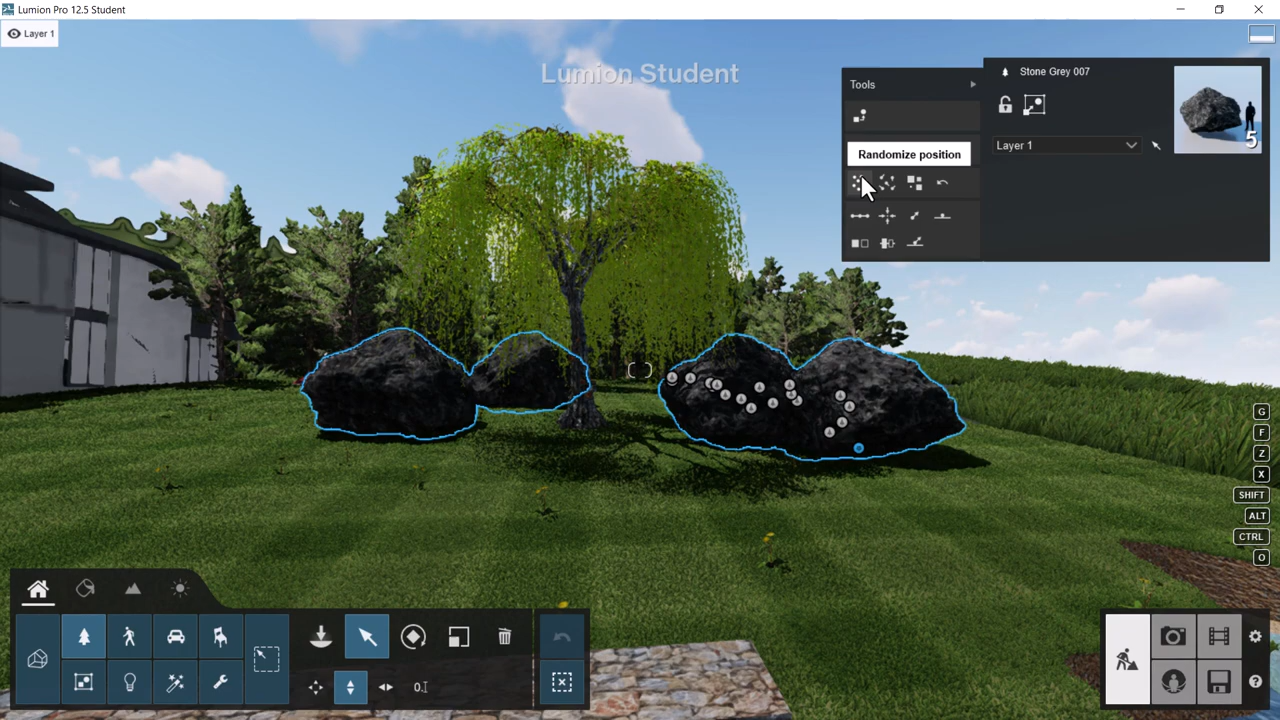 Lumion Pro 12.5 Student
Layer 1
Lumion Student
Tools
Stone Grey 007
5
Layer 1
Randomize position
G
F
Z
X
SHIFT
ALT
CTRL
O